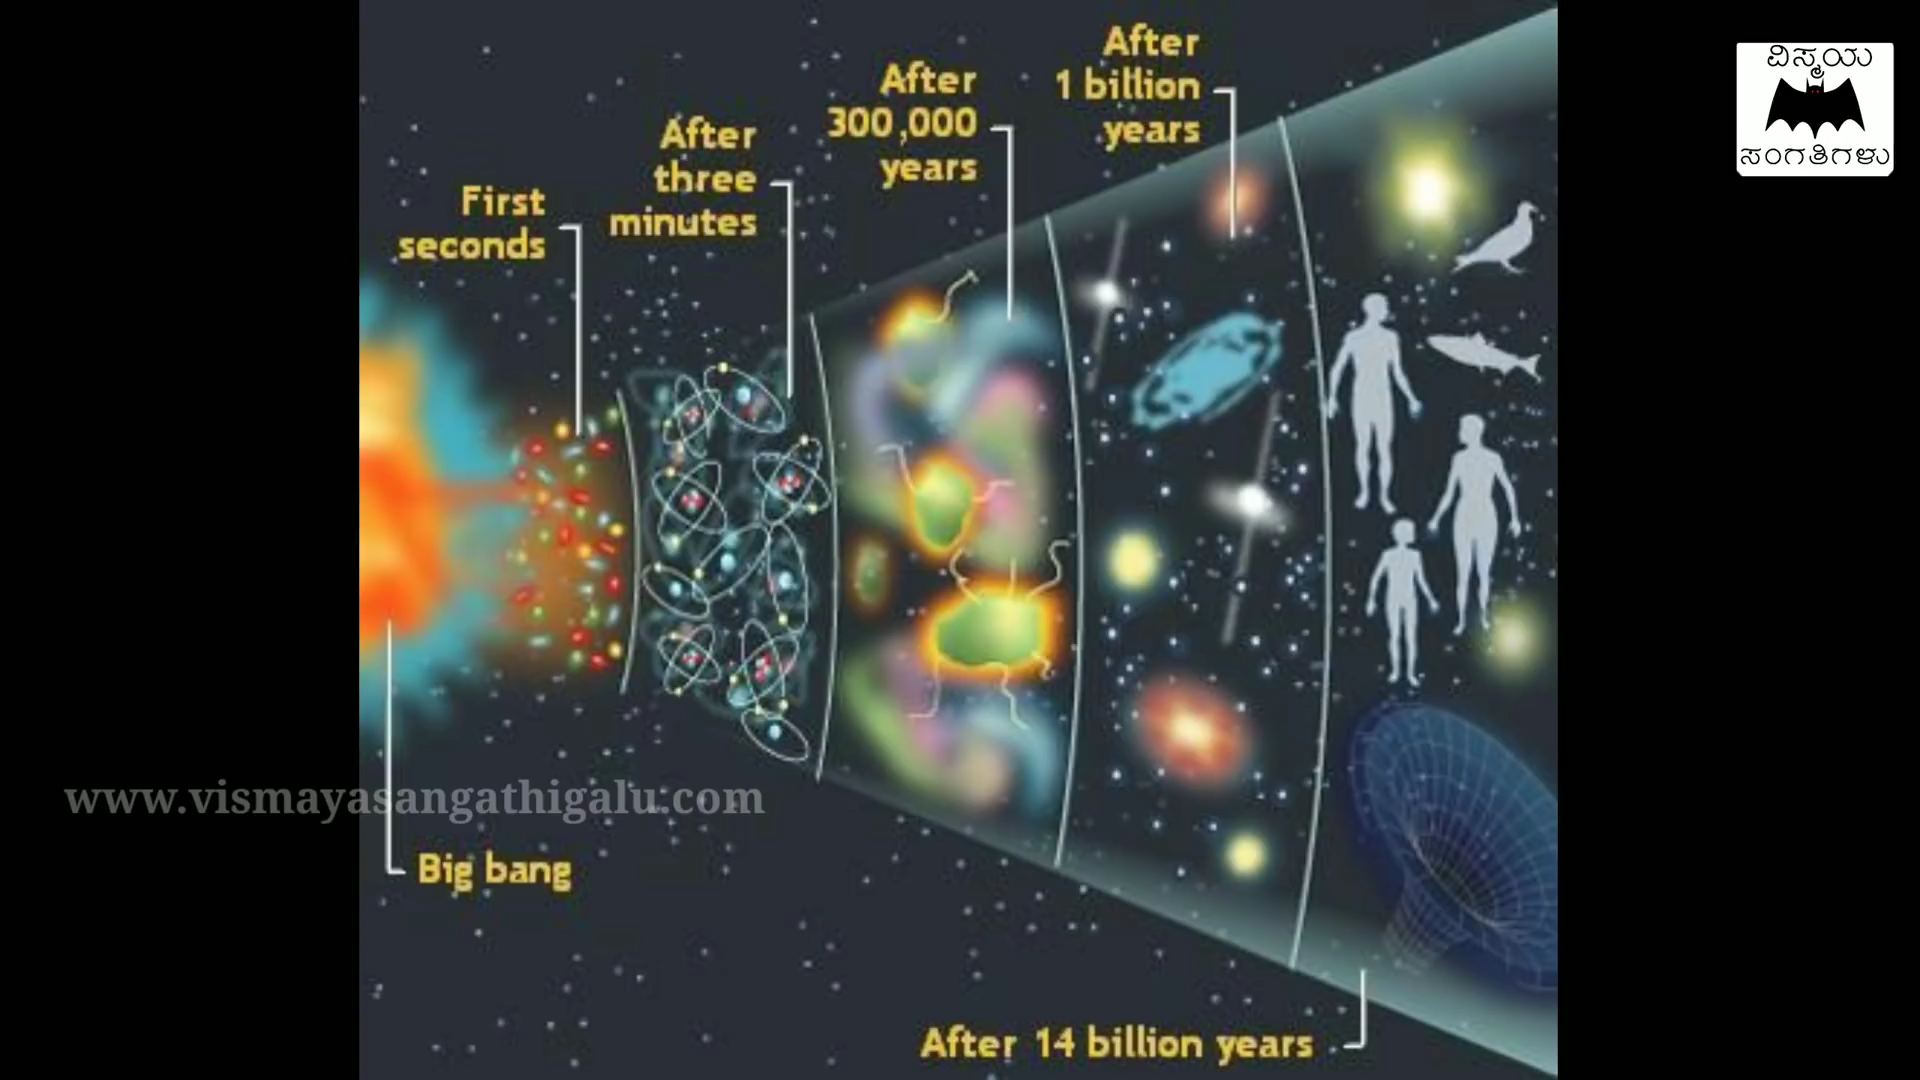 After
1 billion
years
After
300,000
years
After
three
minutes
First
seconds
Big bang
After 14 billion years
www.vismayasangathigalu.com
ವಿಸ್ಮಯ
ಸಂಗತಿಗಳು